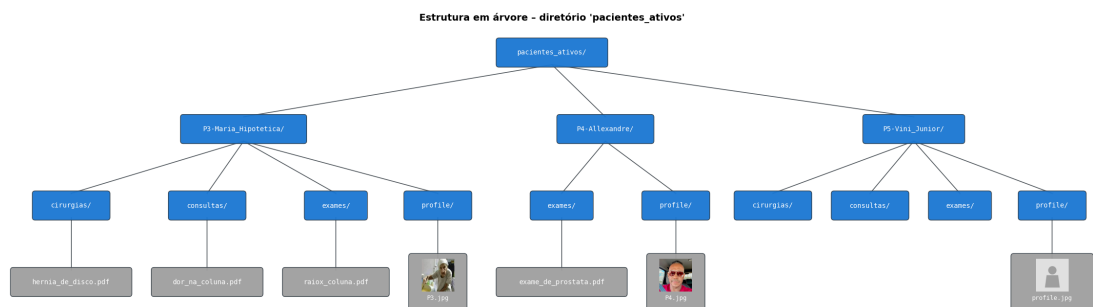 Estrutura em árvore – diretório 'pacientes_ativos'
pacientes_ativos/
P3-Maria_Hipotetica/
P4-Allexandre/
P5-Vini_Junior/
cirurgias/
consultas/
exames/
profile/
exames/
profile/
cirurgias/
consultas/
exames/
profile/
hernia_de_disco.pdf
dor_na_coluna.pdf
raiox_coluna.pdf
P3.jpg
exame_de_prostata.pdf
P4.jpg
profile.jpg